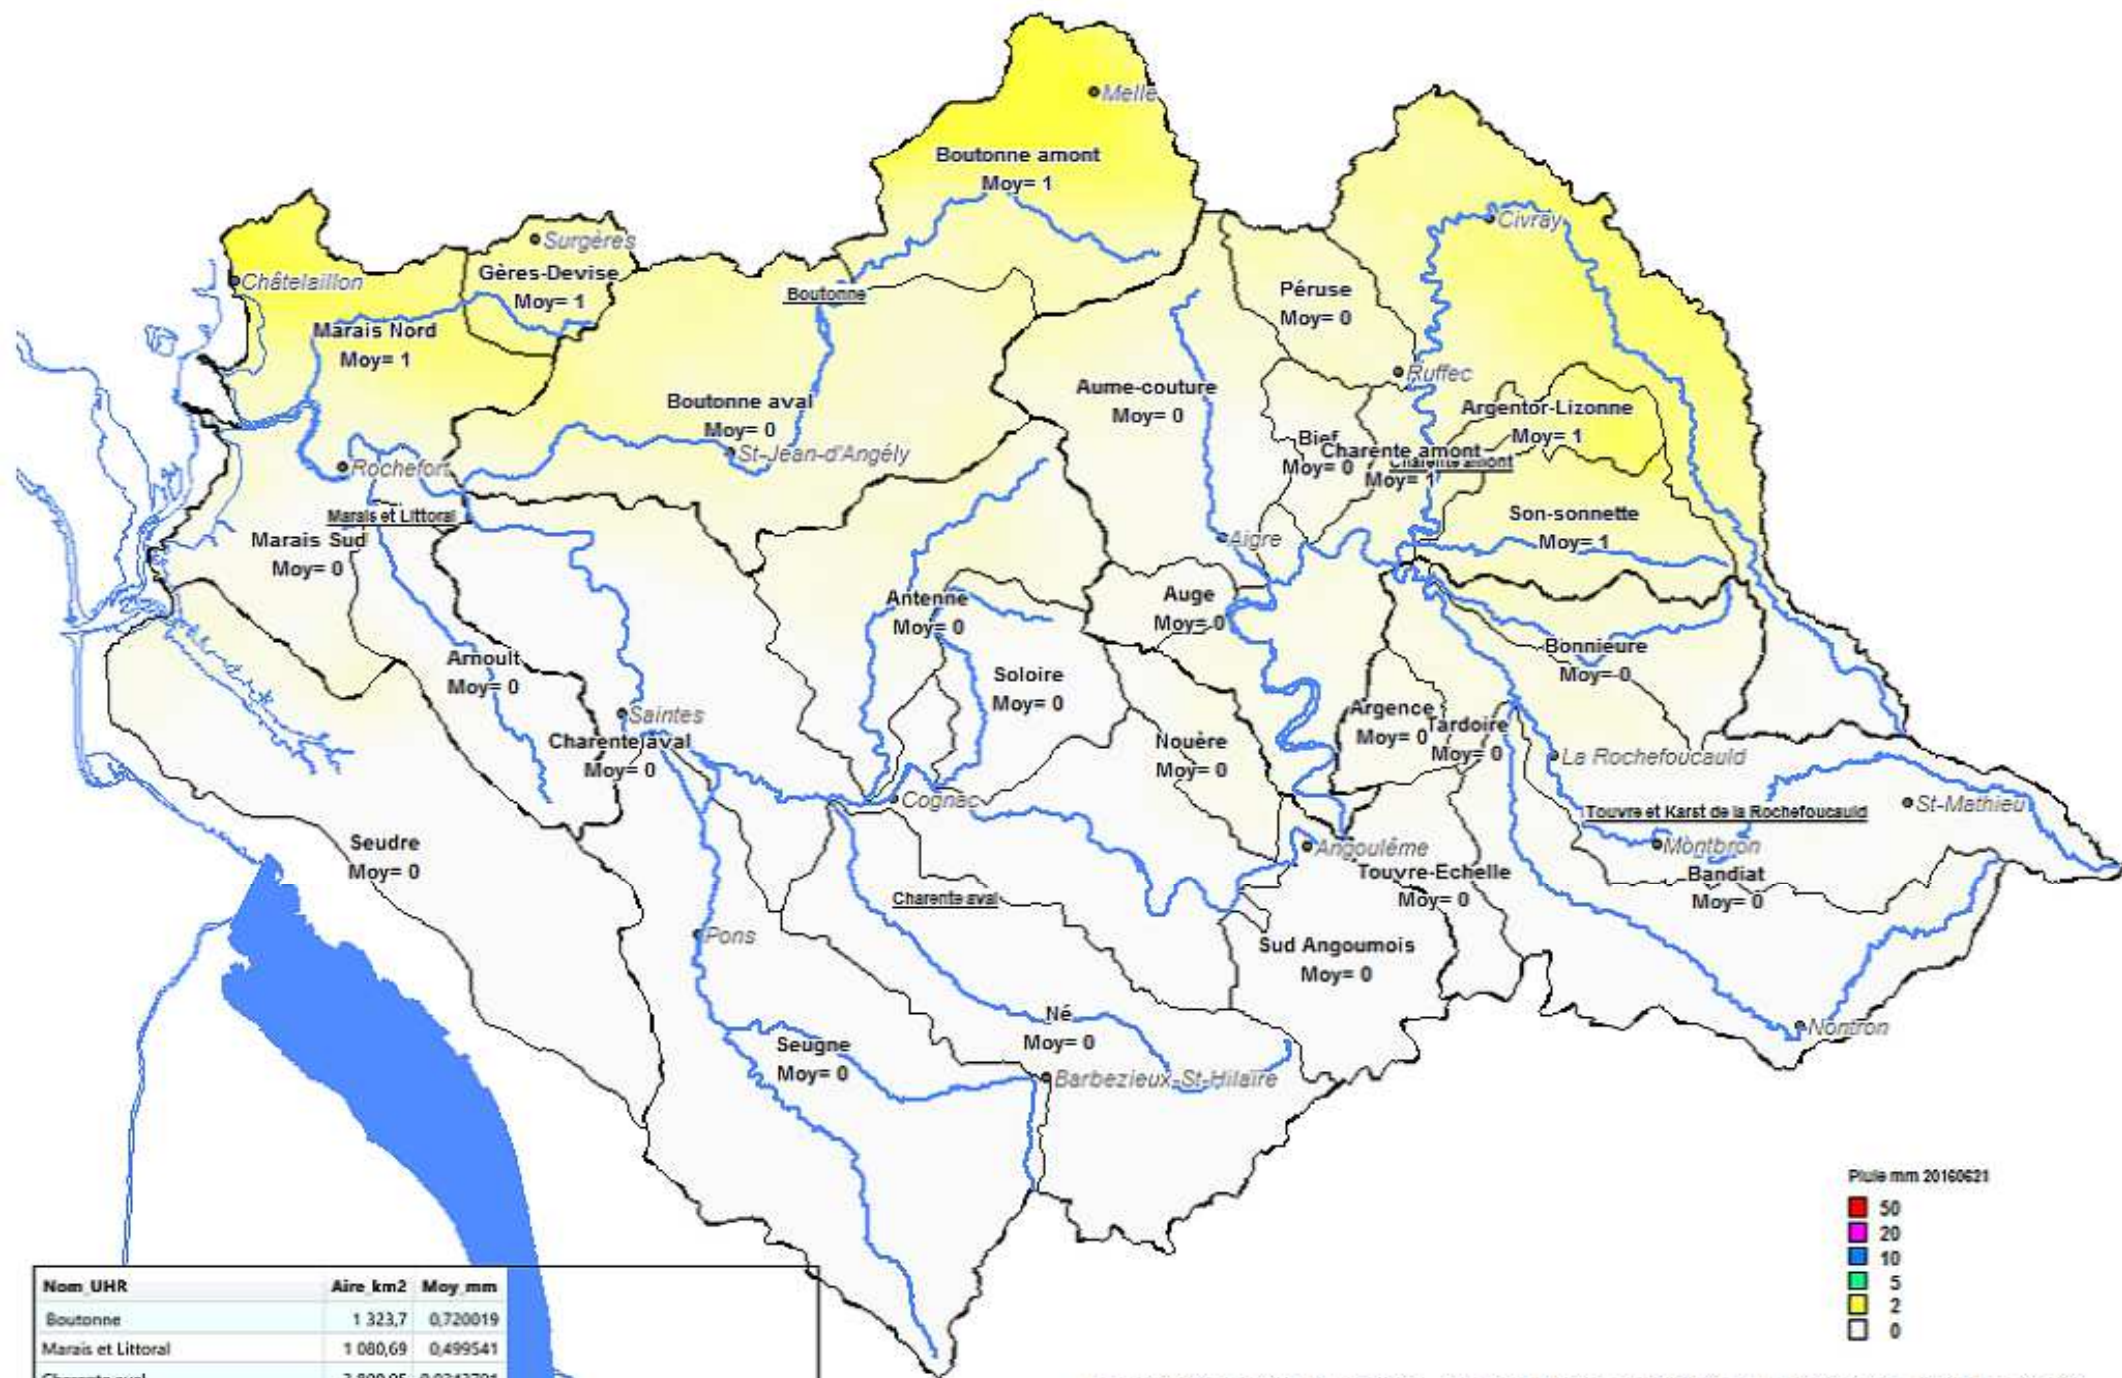 Melle
Boutonne amont
Moy= 1
Civray
Surgères
Châtelaillon
Gères-Devise
Moy= 1
Boutonne
Péruse
Moy= 0
Marais Nord
Moy= 1
Ruffec
Aume-couture
Moy= 0
Boutonne aval
Moy= 0
Argentor-Lizonne
Moy= 1
St-Jean-d'Angély
Bief
Moy= 0
Charente amont
Charente amont
Moy= 1
Rochefort
Marais et Littoral
Son-sonnette
Moy= 1
Marais Sud
Moy= 0
Aigre
Antenne
Moy= 0
Auge
Moy= 0
Arnoult
Moy= 0
Bonnieure
Moy= 0
Soloire
Moy= 0
Saintes
Argence
Moy= 0
Tardoire
Moy= 0
Charente aval
Moy= 0
Nouère
Moy= 0
La Rochefoucauld
Cognac
St-Mathieu
Touvre et Karst de la Rochefoucauld
Seudre
Moy= 0
Angoulême
Montbron
Touvre-Echelle
Moy= 0
Bandiat
Moy= 0
Charente aval
Pons
Sud Angoumois
Moy= 0
Né
Moy= 0
Nontron
Seugne
Moy= 0
Barbezieux-St-Hilaire
Pluie mm 20160621
50
20
10
5
2
0
Nom_UHR Aire_km2 Moy_mm
Boutonne 1 323,7 0,720019
Marais et Littoral 1 080,69 0,499541